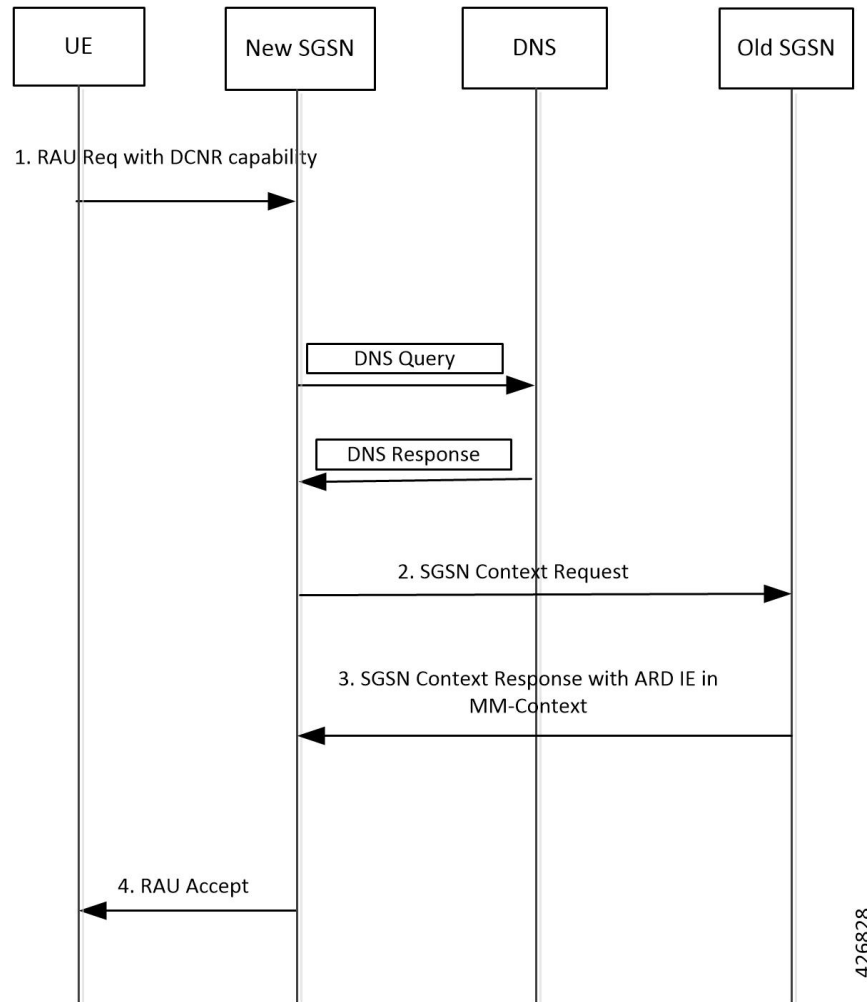 UE
New SGSN
DNS
Old SGSN
1. RAU Req with DCNR capability
DNS Query
DNS Response
2. SGSN Context Request
3. SGSN Context Response with ARD IE in
MM-Context
4. RAU Accept
426828